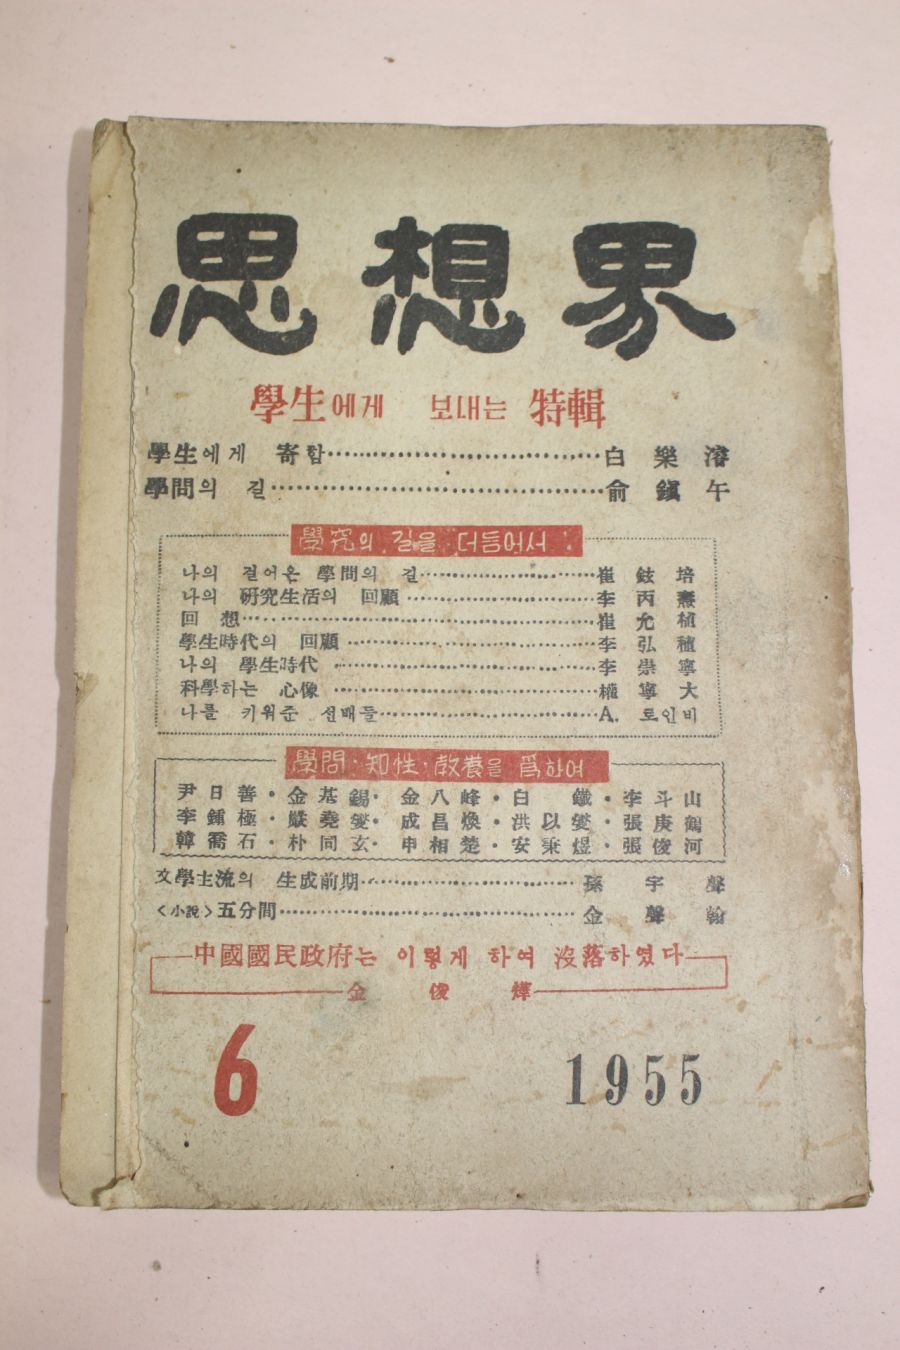 思想界
學生에게 보내는 特輯
學生에게 寄함 白樂濬
學問의 길 俞鎭午
學究의 길을 더듬어서
나의 걸어온 學問의 길 崔鉉培
나의 硏究生活의 回顧 李丙燾
回想 崔允植
學生時代의 回顧 李弘稙
나의 學生時代 李崇寧
科學하는 心像 權寧大
나를 키워준 선배들 A. 토인비
學問·知性·敎養을 爲하여
尹日善·金基錫·金八峰·白鐵·李斗山
李鍾極·嚴堯燮·成昌煥·洪以燮·張庚鶴
韓喬石·朴同玄·申相楚·安秉煜·張俊河
文學主流의 生成前期 孫宇聲
<小說>五分間 金聲翰
中國國民政府는 이렇게 하여 沒落하였다
金俊燁
6 1955